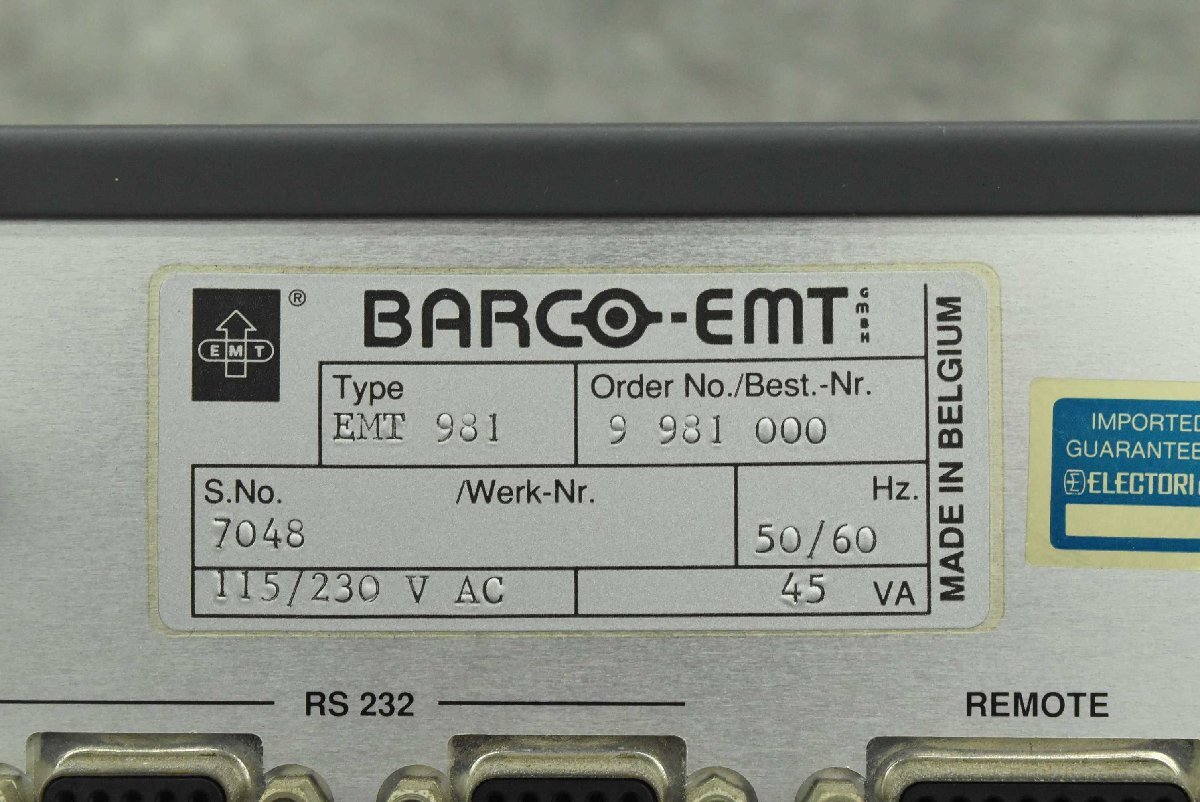 EMT ®
BARCO-EMT GMBH
Type
EMT 981
Order No./Best.-Nr.
9 981 000
S.No. /Werk-Nr.
7048
Hz.
50/60
115/230 V AC
45 VA
MADE IN BELGIUM
IMPORTED
GUARANTEE
ELECTORI
RS 232
REMOTE